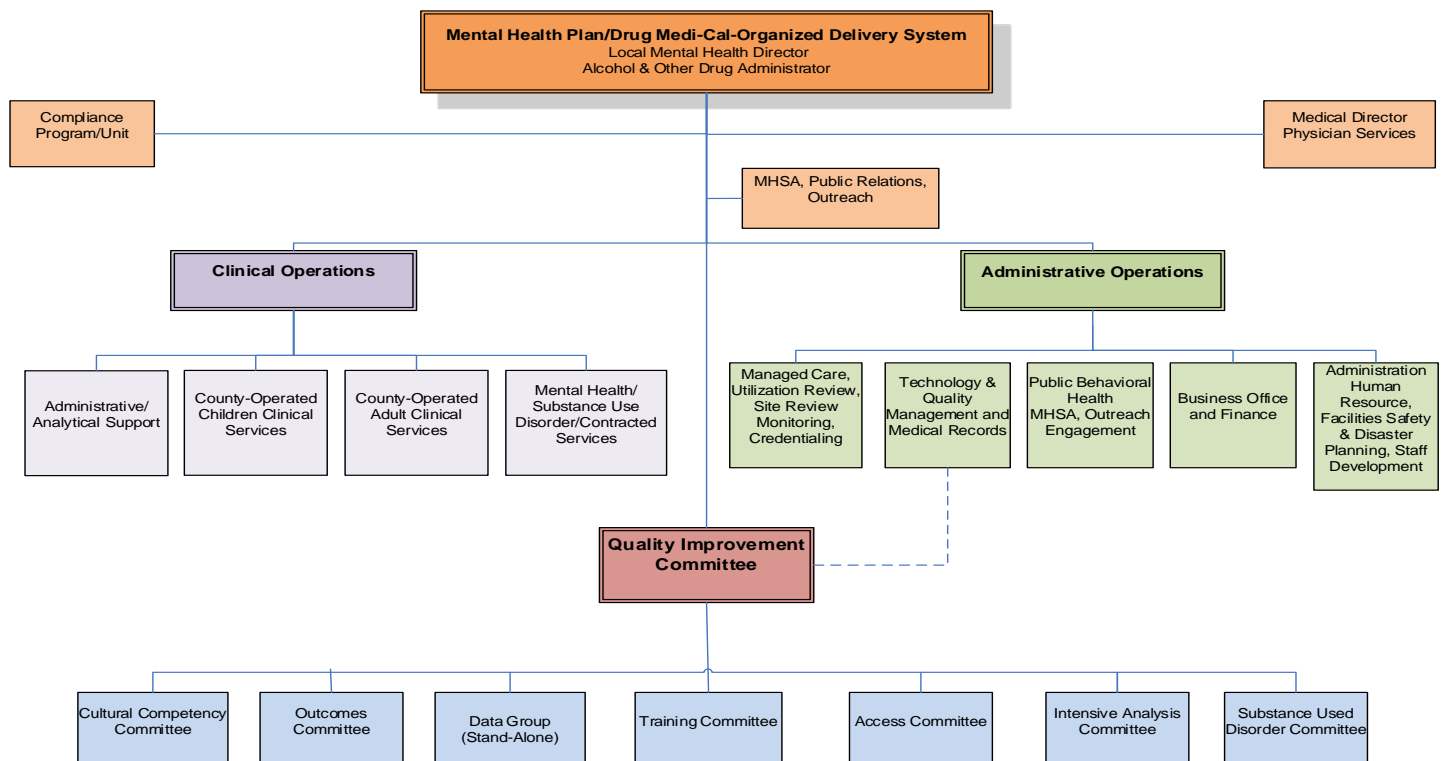 Mental Health Plan/Drug Medi-Cal-Organized Delivery System
Local Mental Health Director
Alcohol & Other Drug Administrator
Compliance
Program/Unit
Medical Director
Physician Services
MHSA, Public Relations,
Outreach
Clinical Operations
Administrative Operations
Administrative/
Analytical Support
County-Operated
Children Clinical
Services
County-Operated
Adult Clinical
Services
Mental Health/
Substance Use
Disorder/Contracted
Services
Managed Care,
Utilization Review,
Site Review
Monitoring,
Credentialing
Technology &
Quality
Management and
Medical Records
Public Behavioral
Health
MHSA, Outreach
Engagement
Business Office
and Finance
Administration
Human
Resource,
Facilities Safety
& Disaster
Planning, Staff
Development
Quality Improvement
Committee
Cultural Competency
Committee
Outcomes
Committee
Data Group
(Stand-Alone)
Training Committee
Access Committee
Intensive Analysis
Committee
Substance Used
Disorder Committee